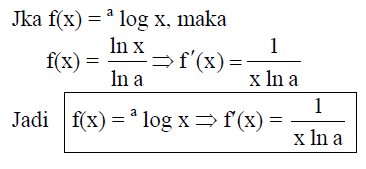 Jka f(x) = ᵃ log x, maka
f(x) = ln x / ln a ⇒ f′(x) = 1 / x ln a
Jadi f(x) = ᵃ log x ⇒ f′(x) = 1 / x ln a